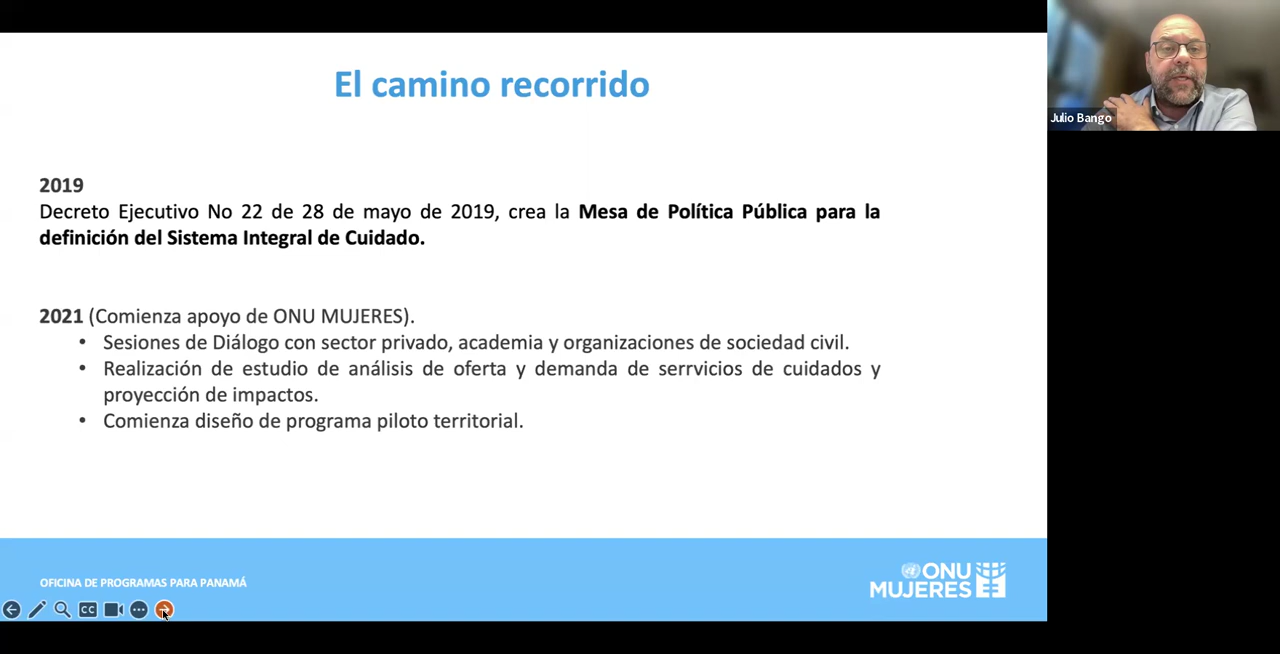 El camino recorrido
Julio Bango
2019
Decreto Ejecutivo No 22 de 28 de mayo de 2019, crea la Mesa de Política Pública para la
definición del Sistema Integral de Cuidado.
2021 (Comienza apoyo de ONU MUJERES).
• Sesiones de Diálogo con sector privado, academia y organizaciones de sociedad civil.
• Realización de estudio de análisis de oferta y demanda de serrvicios de cuidados y
proyección de impactos.
• Comienza diseño de programa piloto territorial.
OFICINA DE PROGRAMAS PARA PANAMÁ
ONU
MUJERES
CC